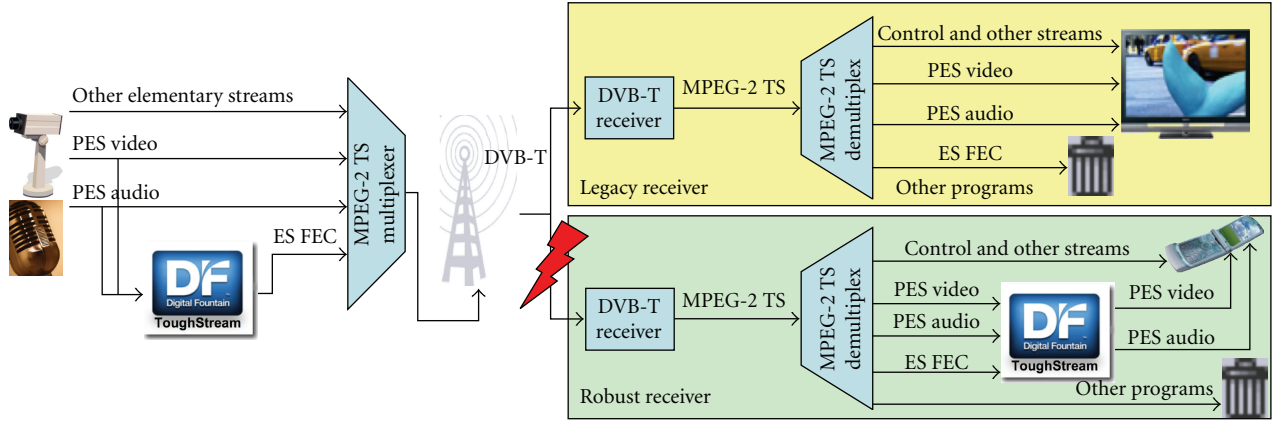 Other elementary streams
PES video
PES audio
ES FEC
DF
Digital Fountain
ToughStream
MPEG-2 TS
multiplexer
DVB-T
DVB-T
receiver
MPEG-2 TS
MPEG-2 TS
demultiplex
Control and other streams
PES video
PES audio
ES FEC
Other programs
Legacy receiver
DVB-T
receiver
MPEG-2 TS
MPEG-2 TS
demultiplex
Control and other streams
PES video
PES audio
ES FEC
DF
Digital Fountain
ToughStream
PES video
PES audio
Other programs
Robust receiver